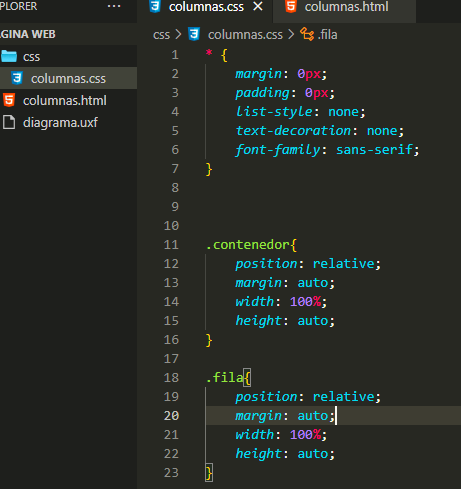 PLORER
AGINA WEB
css
columnas.css
columnas.html
diagrama.uxf
columnas.css
columnas.html
css > columnas.css > .fila
1 * {
2 margin: 0px;
3 padding: 0px;
4 list-style: none;
5 text-decoration: none;
6 font-family: sans-serif;
7 }
8
9
10
11 .contenedor{
12 position: relative;
13 margin: auto;
14 width: 100%;
15 height: auto;
16 }
17
18 .fila{
19 position: relative;
20 margin: auto;
21 width: 100%;
22 height: auto;
23 }